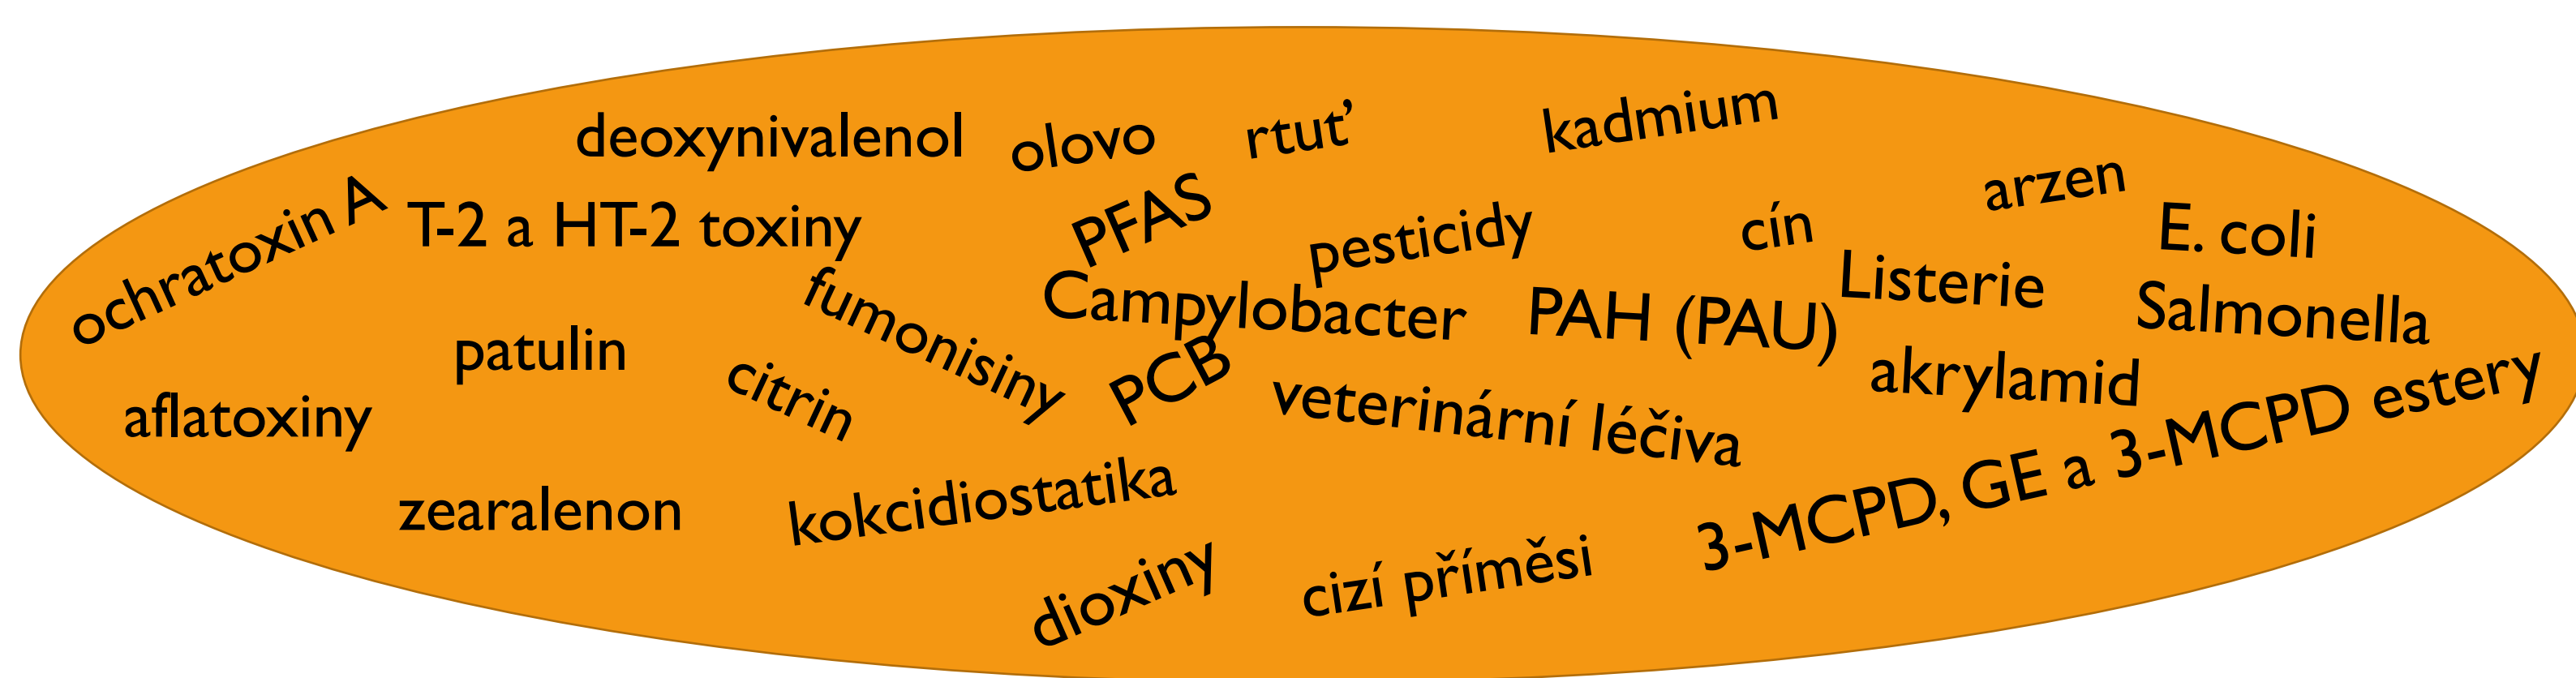 deoxynivalenol
olovo
rtuť
kadmium
arzen
ochratoxin A
T-2 a HT-2 toxiny
PFAS
pesticidy
cín
E. coli
Listerie
fumonisiny
Campylobacter
PAH (PAU)
Salmonella
patulin
citrin
PCB
veterinární léčiva
akrylamid
aflatoxiny
3-MCPD, GE a 3-MCPD estery
zearalenon
kokcidiostatika
dioxiny
cizí příměsi